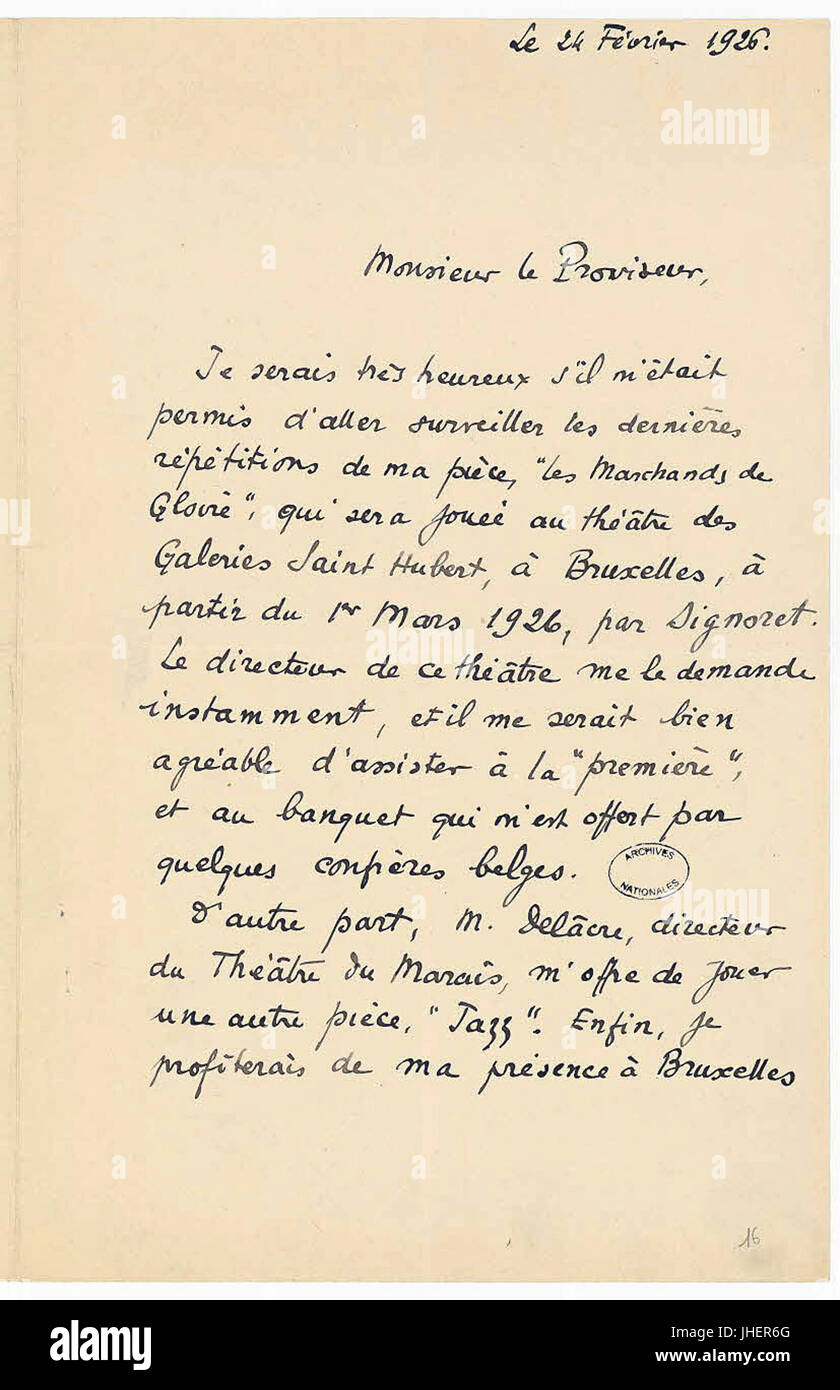 Le 24 Février 1926.
Monsieur le Proviseur,
Je serais très heureux s'il m'était
permis d'aller surveiller les dernières
répétitions de ma pièce, "les Marchands de
Gloire", qui sera jouée au théâtre des
Galeries Saint Hubert, à Bruxelles, à
partir du 1er Mars 1926, par Signoret.
Le directeur de ce théâtre me le demande
instamment, et il me serait bien
agréable d'assister à la "première",
et au banquet qui m'est offert par
quelques confrères belges.
ARCHIVES
NATIONALES
D'autre part, M. Delâcre, directeur
du Théâtre du Marais, m'offre de jouer
une autre pièce, "Jazz". Enfin, je
profiterais de ma présence à Bruxelles
16
alamy
Image ID: JHER6G
www.alamy.com